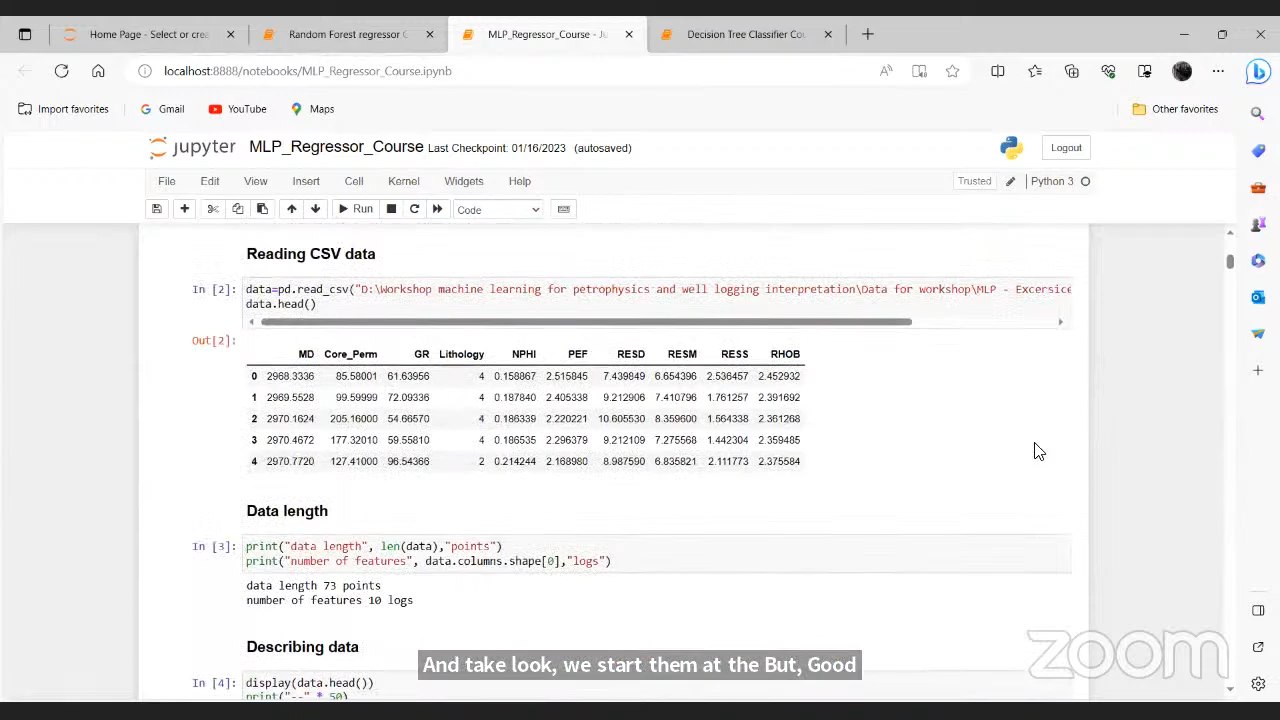 Home Page - Select or crea
Random Forest regressor C
MLP_Regressor_Course - Ju
Decision Tree Classifier Cou
localhost:8888/notebooks/MLP_Regressor_Course.ipynb
Import favorites
Gmail
YouTube
Maps
Other favorites
jupyter MLP_Regressor_Course Last Checkpoint: 01/16/2023 (autosaved)
Logout
File Edit View Insert Cell Kernel Widgets Help
Trusted
Python 3
Run
Code
Reading CSV data
In [2]: data=pd.read_csv("D:\Workshop machine learning for petrophysics and well logging interpretation\Data for workshop\MLP - Excersice
data.head()
Out[2]:
MD Core_Perm GR Lithology NPHI PEF RESD RESM RESS RHOB
0 2968.3336 85.58001 61.63956 4 0.158867 2.515845 7.439849 6.654396 2.536457 2.452932
1 2969.5528 99.59999 72.09336 4 0.187840 2.405338 9.212906 7.410796 1.761257 2.391692
2 2970.1624 205.16000 54.66570 4 0.186339 2.220221 10.605530 8.359600 1.564338 2.361268
3 2970.4672 177.32010 59.55810 4 0.186535 2.296379 9.212109 7.275568 1.442304 2.359485
4 2970.7720 127.41000 96.54366 2 0.214244 2.168980 8.987590 6.835821 2.111773 2.375584
Data length
In [3]: print("data length", len(data),"points")
print("number of features", data.columns.shape[0],"logs")
data length 73 points
number of features 10 logs
Describing data
In [4]: display(data.head())
print("--" * 50)
And take look, we start them at the But, Good
zoom